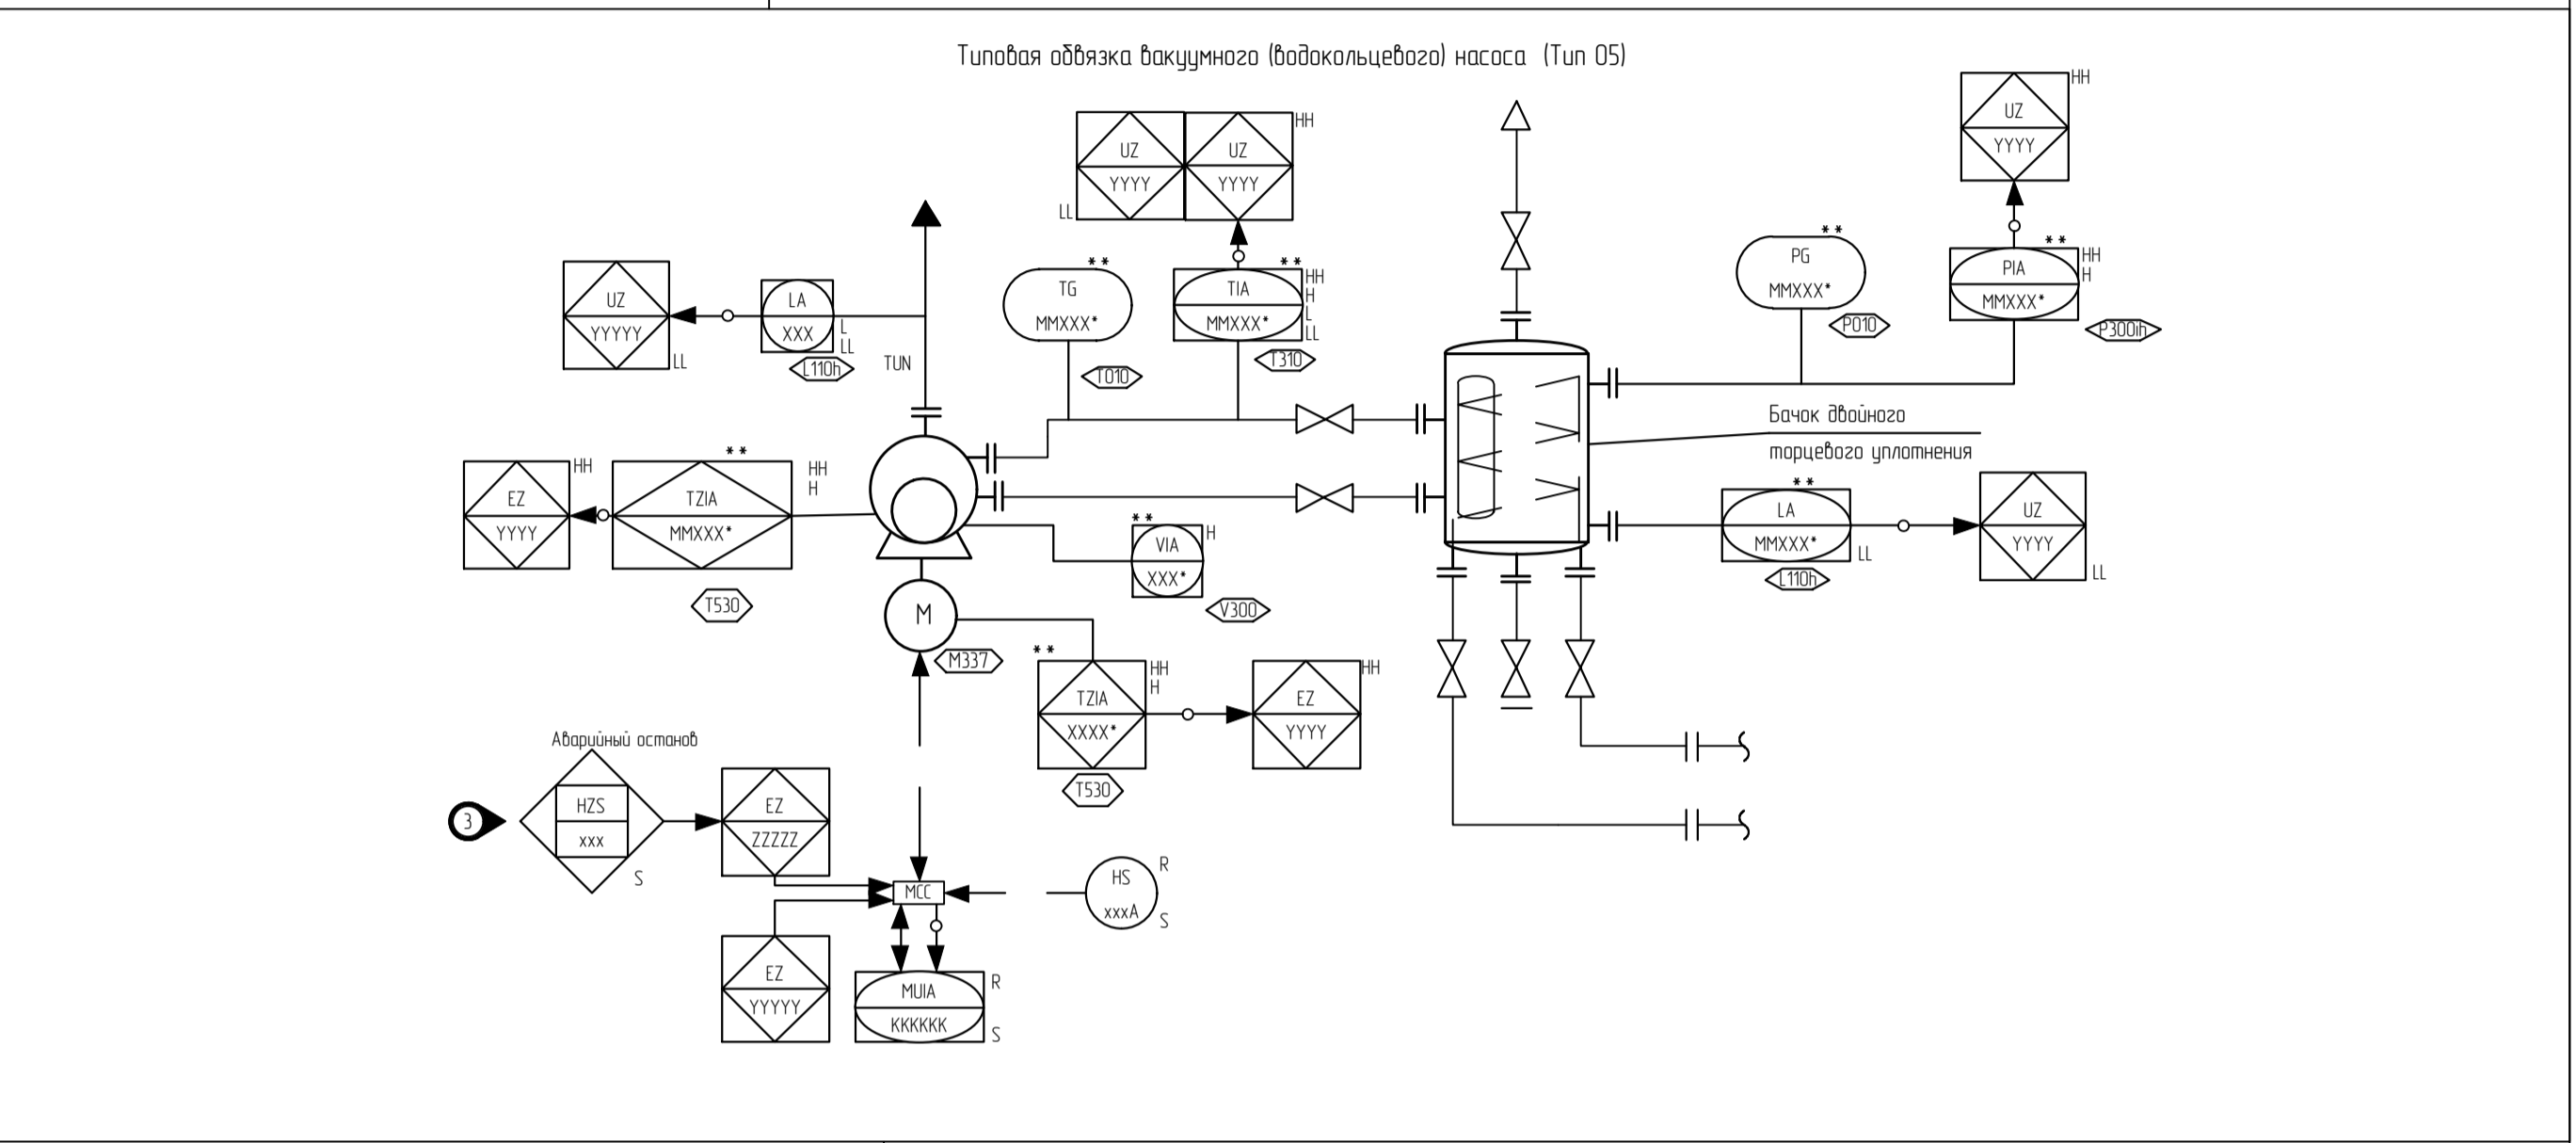 Типовая обвязка вакуумного (водокольцевого) насоса (Тип 05)
HH
UZ
YYYY
UZ
YYYY
LL
UZ
YYYY
HH
* *
PG
MMXXX*
P010
* *
PIA
MMXXX*
HH
H
P300ih
UZ
YYYYY
LL
LA
XXX
L
LL
L110h
TUN
* *
TG
MMXXX*
T010
* *
TIA
MMXXX*
HH
H
L
LL
T310
Бачок двойного
торцевого уплотнения
EZ
YYYY
HH
* *
TZIA
MMXXX*
HH
H
T530
* *
VIA
XXX*
H
V300
* *
LA
MMXXX*
LL
L110h
UZ
YYYY
LL
M
M337
* *
TZIA
XXXX*
HH
H
T530
EZ
YYYY
HH
Аварийный останов
3
HZS
xxx
S
EZ
ZZZZZ
MCC
HS
xxxA
R
S
EZ
YYYYY
MUIA
KKKKKK
R
S